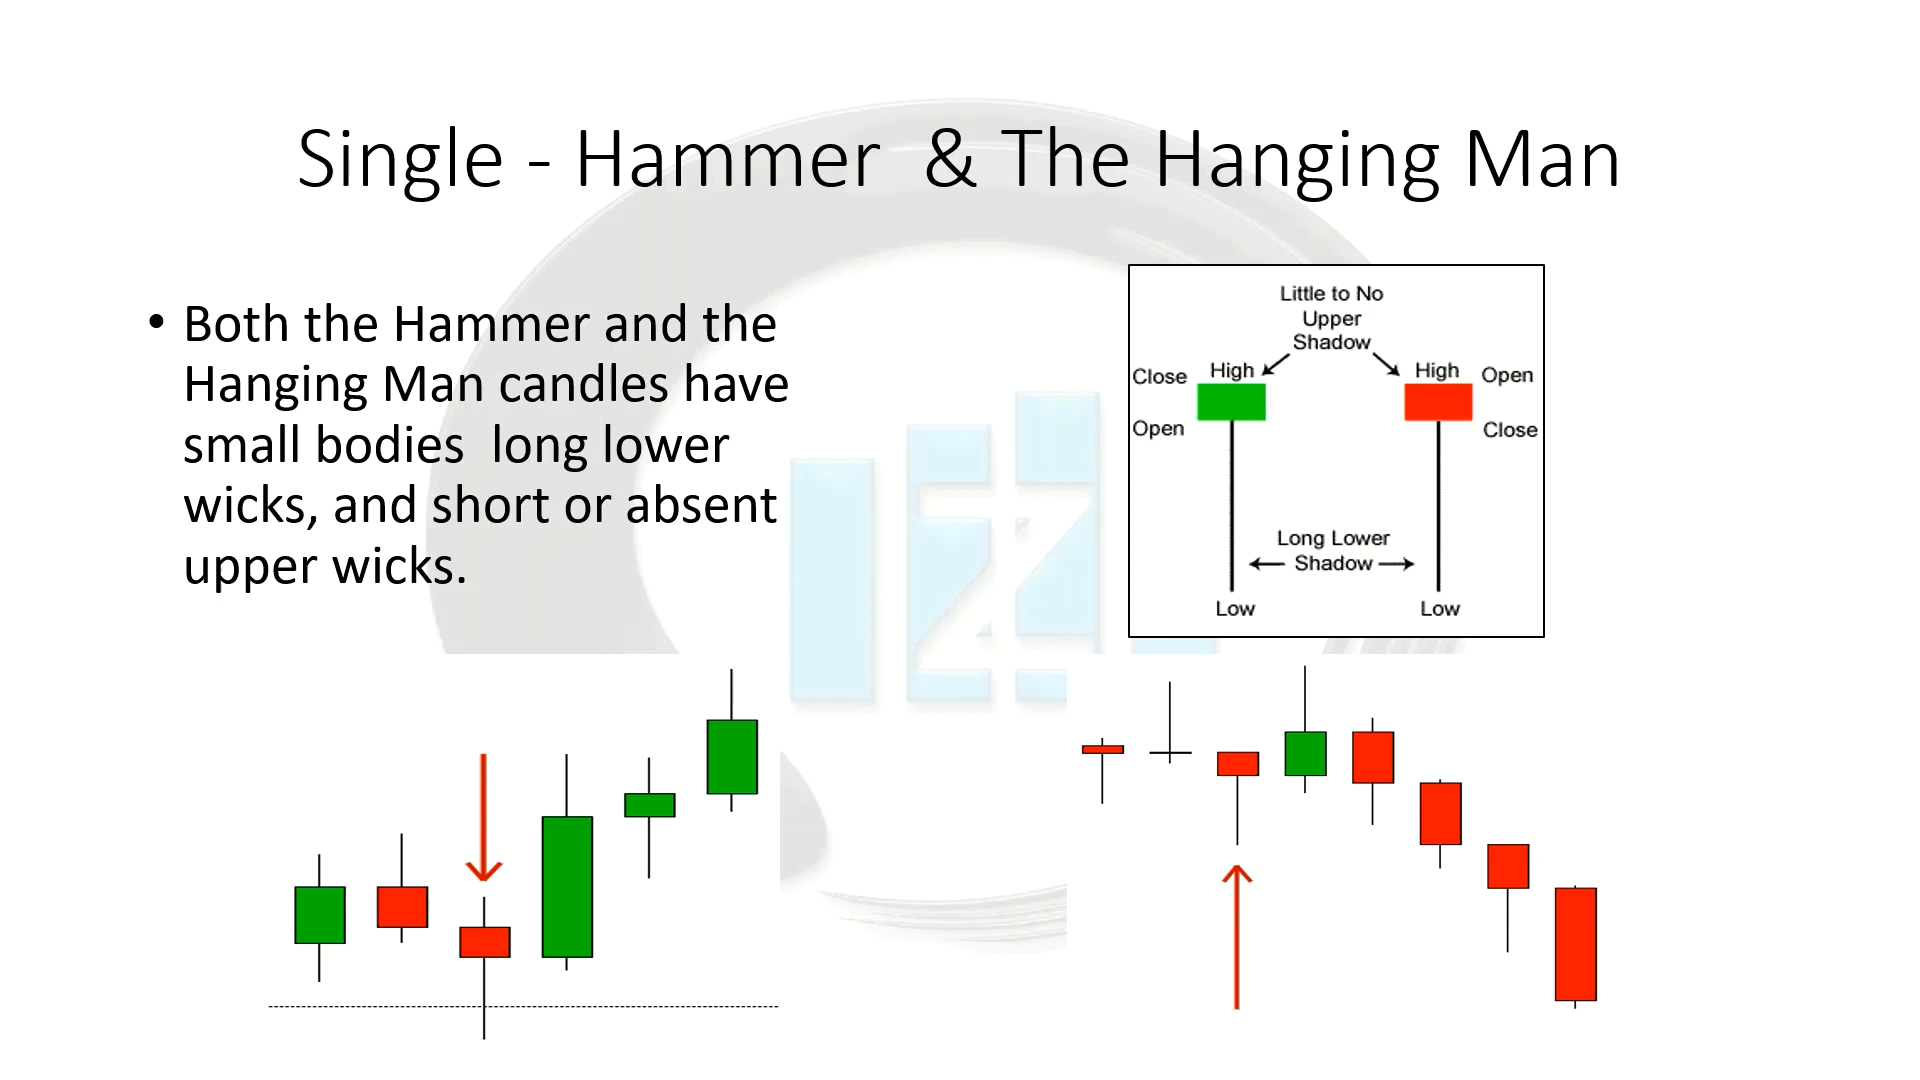 Single - Hammer & The Hanging Man
• Both the Hammer and the
Hanging Man candles have
small bodies long lower
wicks, and short or absent
upper wicks.
Little to No
Upper
Shadow
Close High High Open
Open Close
Long Lower
Shadow
Low Low